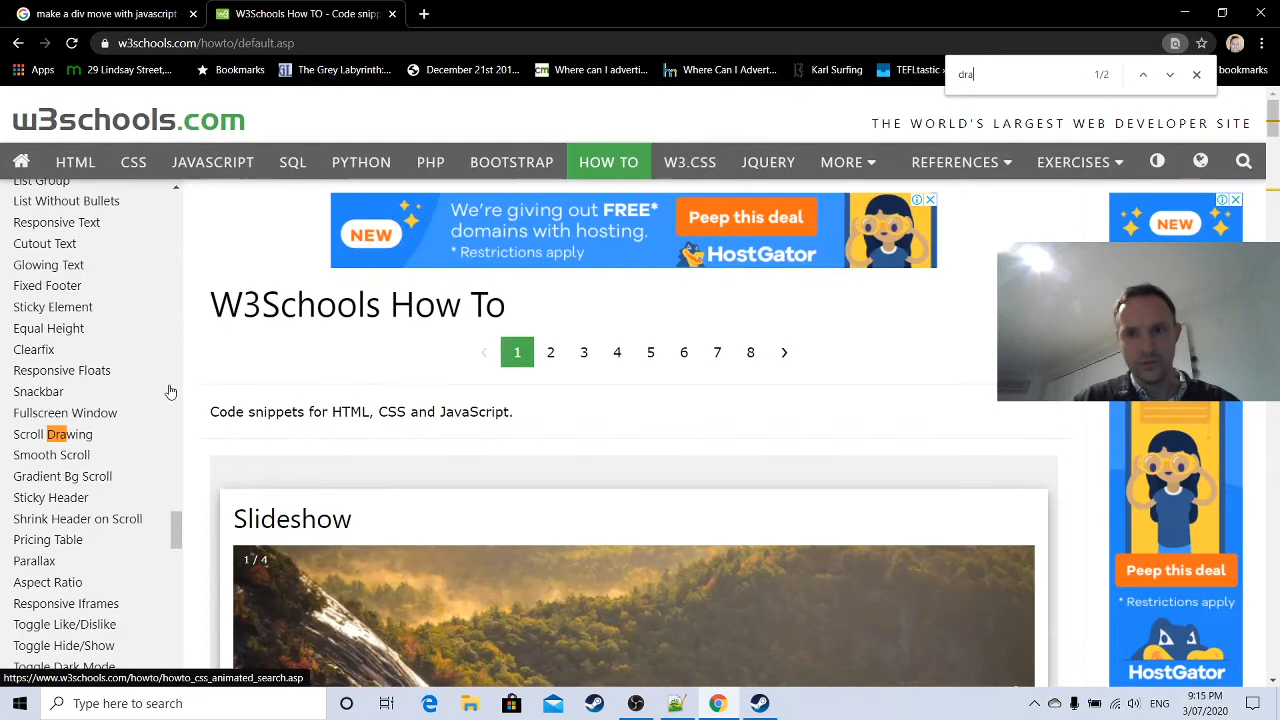 make a div move with javascript
W3Schools How TO - Code snipp
w3schools.com/howto/default.asp
Apps
29 Lindsay Street,...
Bookmarks
The Grey Labyrinth...
December 21st 201...
Where can I adverti...
Where Can I Advert...
Karl Surfing
TEFLtastic
bookmarks
dra
1/2
w3schools.com
THE WORLD'S LARGEST WEB DEVELOPER SITE
HTML CSS JAVASCRIPT SQL PYTHON PHP BOOTSTRAP HOW TO W3.CSS JQUERY MORE REFERENCES EXERCISES
List Group
List Without Bullets
Responsive Text
Cutout Text
Glowing Text
Fixed Footer
Sticky Element
Equal Height
Clearfix
Responsive Floats
Snackbar
Fullscreen Window
Scroll Drawing
Smooth Scroll
Gradient Bg Scroll
Sticky Header
Shrink Header on Scroll
Pricing Table
Parallax
Aspect Ratio
Responsive Iframes
Toggle Like/Dislike
Toggle Hide/Show
Toggle Dark Mode
NEW
We're giving out FREE*
domains with hosting.
* Restrictions apply
Peep this deal
HostGator
W3Schools How To
1 2 3 4 5 6 7 8
Code snippets for HTML, CSS and JavaScript.
Slideshow
1 / 4
NEW
Peep this deal
* Restrictions apply
HostGator
https://www.w3schools.com/howto/howto_css_animated_search.asp
Type here to search
ENG
9:15 PM
3/07/2020